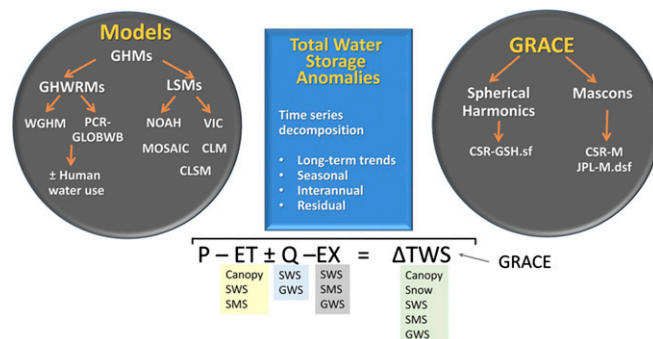 Models
GHMs
GHWRMs
LSMs
WGHM
PCR-
GLOBWB
± Human
water use
NOAH
VIC
MOSAIC
CLM
CLSM
Total Water
Storage
Anomalies
Time series
decomposition
• Long-term trends
• Seasonal
• Interannual
• Residual
GRACE
Spherical
Harmonics
Mascons
CSR-GSH.sf
CSR-M
JPL-M.dsf
P – ET ± Q –EX = ΔTWS
GRACE
Canopy
SWS
SMS
SWS
GWS
SWS
SMS
GWS
Canopy
Snow
SWS
SMS
GWS